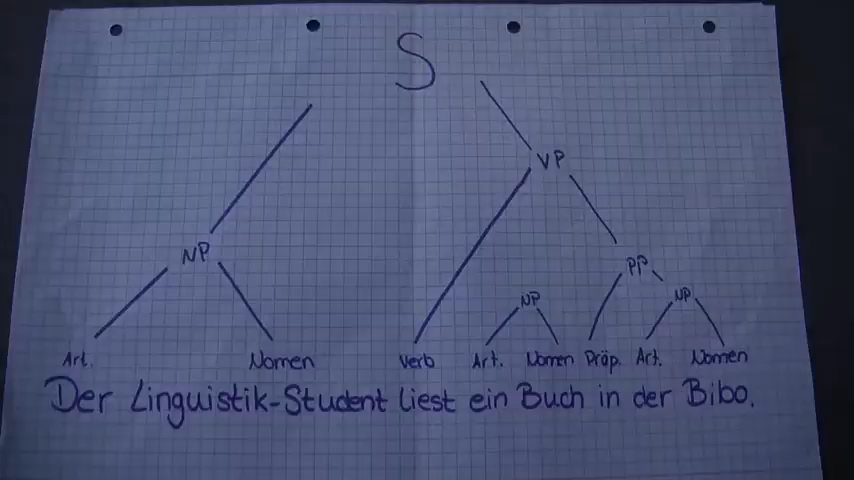 S
VP
NP
PP
NP
NP
Art. Nomen Verb Art. Nomen Präp. Art. Nomen
Der Linguistik-Student liest ein Buch in der Bibo.